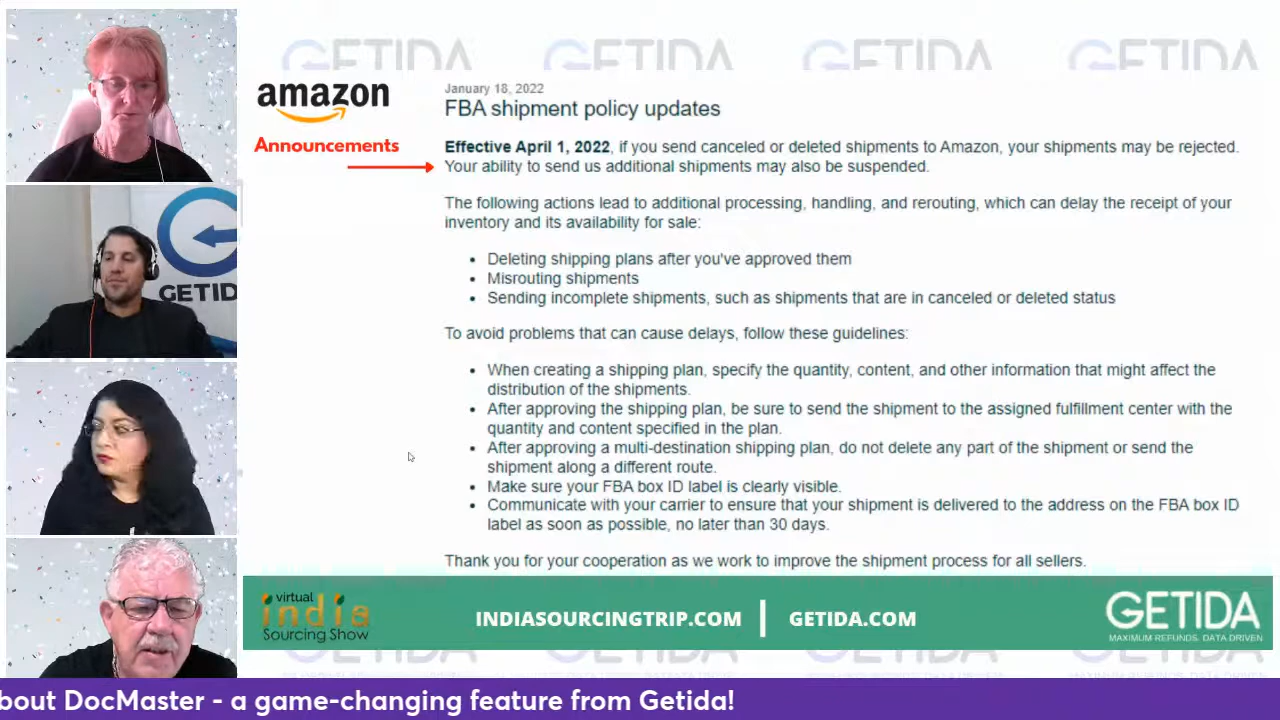 GETIDA GETIDA GETIDA GETIDA
amazon
Announcements
January 18, 2022
FBA shipment policy updates
Effective April 1, 2022, if you send canceled or deleted shipments to Amazon, your shipments may be rejected.
Your ability to send us additional shipments may also be suspended.
The following actions lead to additional processing, handling, and rerouting, which can delay the receipt of your
inventory and its availability for sale:
• Deleting shipping plans after you've approved them
• Misrouting shipments
• Sending incomplete shipments, such as shipments that are in canceled or deleted status
To avoid problems that can cause delays, follow these guidelines:
• When creating a shipping plan, specify the quantity, content, and other information that might affect the
distribution of the shipments.
• After approving the shipping plan, be sure to send the shipment to the assigned fulfillment center with the
quantity and content specified in the plan.
• After approving a multi-destination shipping plan, do not delete any part of the shipment or send the
shipment along a different route.
• Make sure your FBA box ID label is clearly visible.
• Communicate with your carrier to ensure that your shipment is delivered to the address on the FBA box ID
label as soon as possible, no later than 30 days.
Thank you for your cooperation as we work to improve the shipment process for all sellers.
GETIDA
virtual
india
Sourcing Show
INDIASOURCINGTRIP.COM | GETIDA.COM
GETIDA
MAXIMUM REFUNDS. DATA DRIVEN
GETIDA GETIDA GETIDA GETIDA
bout DocMaster - a game-changing feature from Getida!